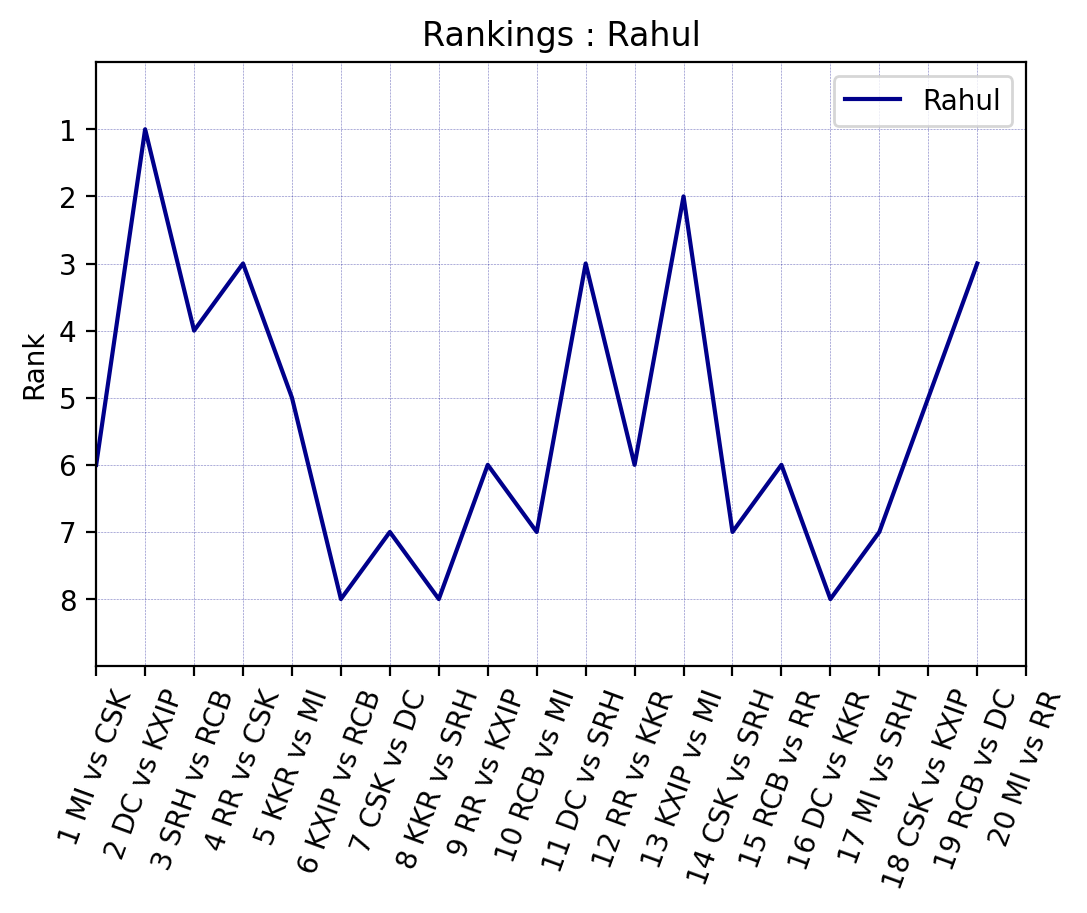 Rankings : Rahul
Rahul
Rank
1
2
3
4
5
6
7
8
1 MI vs CSK
2 DC vs KXIP
3 SRH vs RCB
4 RR vs CSK
5 KKR vs MI
6 KXIP vs RCB
7 CSK vs DC
8 KKR vs SRH
9 RR vs KXIP
10 RCB vs MI
11 DC vs SRH
12 RR vs KKR
13 KXIP vs MI
14 CSK vs SRH
15 RCB vs RR
16 DC vs KKR
17 MI vs SRH
18 CSK vs KXIP
19 RCB vs DC
20 MI vs RR